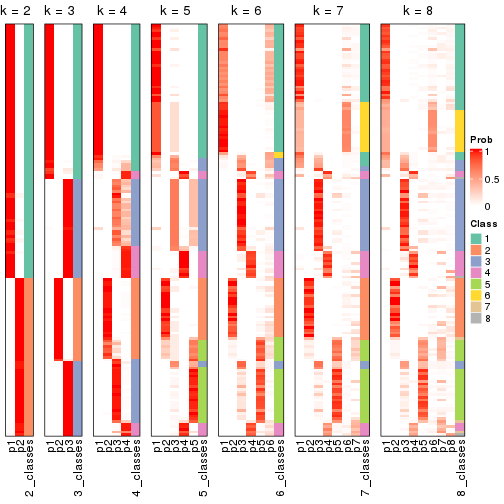 k = 2 k = 3 k = 4 k = 5 k = 6 k = 7 k = 8
Prob
1
0.5
0
Class
1
2
3
4
5
6
7
8
p1 p2 2_classes
p1 p2 p3 3_classes
p1 p2 p3 p4 4_classes
p1 p2 p3 p4 p5 5_classes
p1 p2 p3 p4 p5 p6 6_classes
p1 p2 p3 p4 p5 p6 p7 7_classes
p1 p2 p3 p4 p5 p6 p7 p8 8_classes